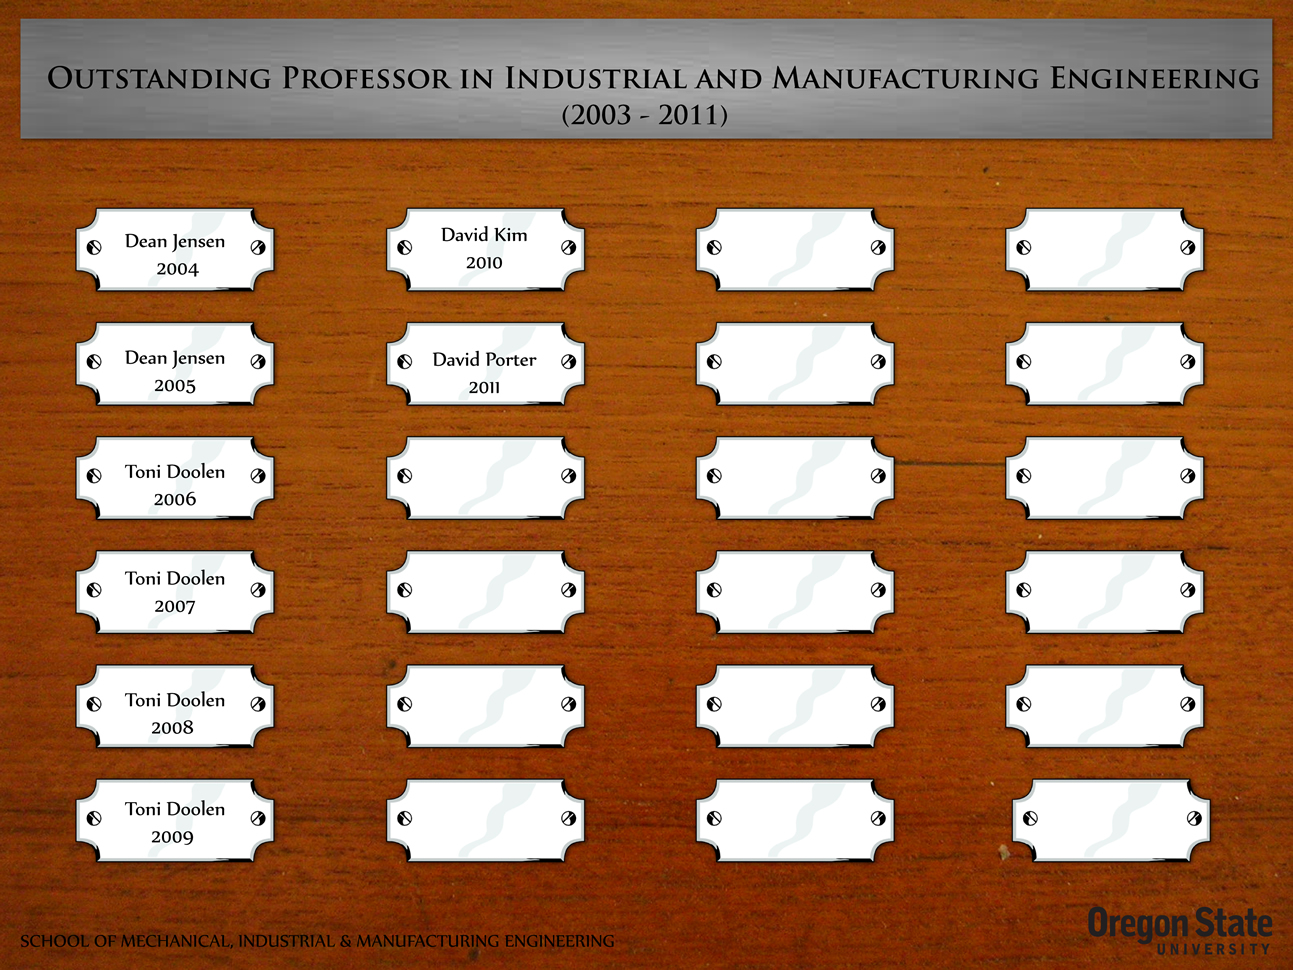 Outstanding Professor in Industrial and Manufacturing Engineering
(2003 - 2011)
Dean Jensen
2004
Dean Jensen
2005
Toni Doolen
2006
Toni Doolen
2007
Toni Doolen
2008
Toni Doolen
2009
David Kim
2010
David Porter
2011
SCHOOL OF MECHANICAL, INDUSTRIAL & MANUFACTURING ENGINEERING
Oregon State
UNIVERSITY